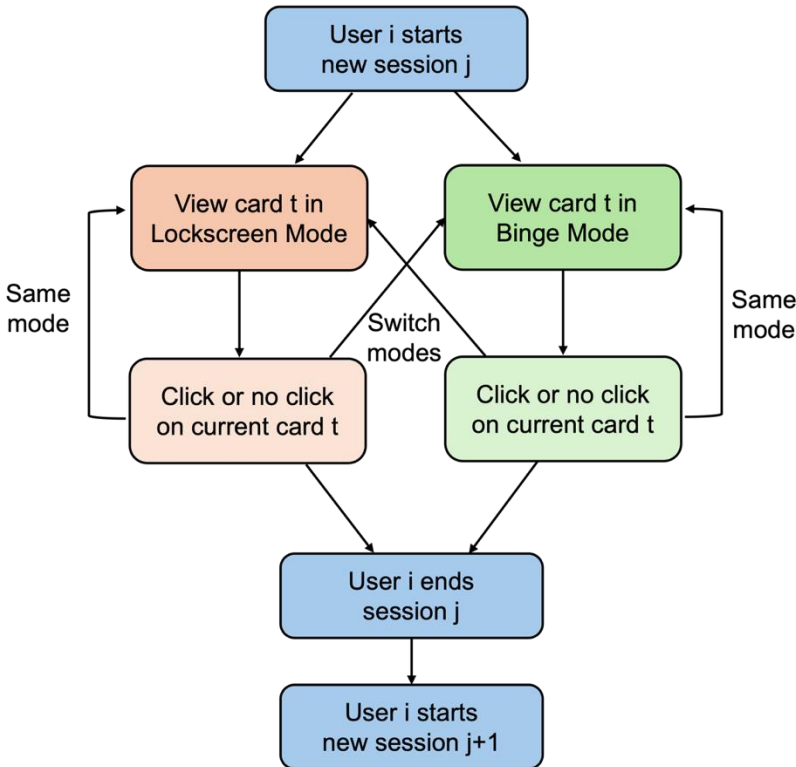 User i starts
new session j
View card t in
Lockscreen Mode
View card t in
Binge Mode
Same
mode
Switch
modes
Same
mode
Click or no click
on current card t
Click or no click
on current card t
User i ends
session j
User i starts
new session j+1